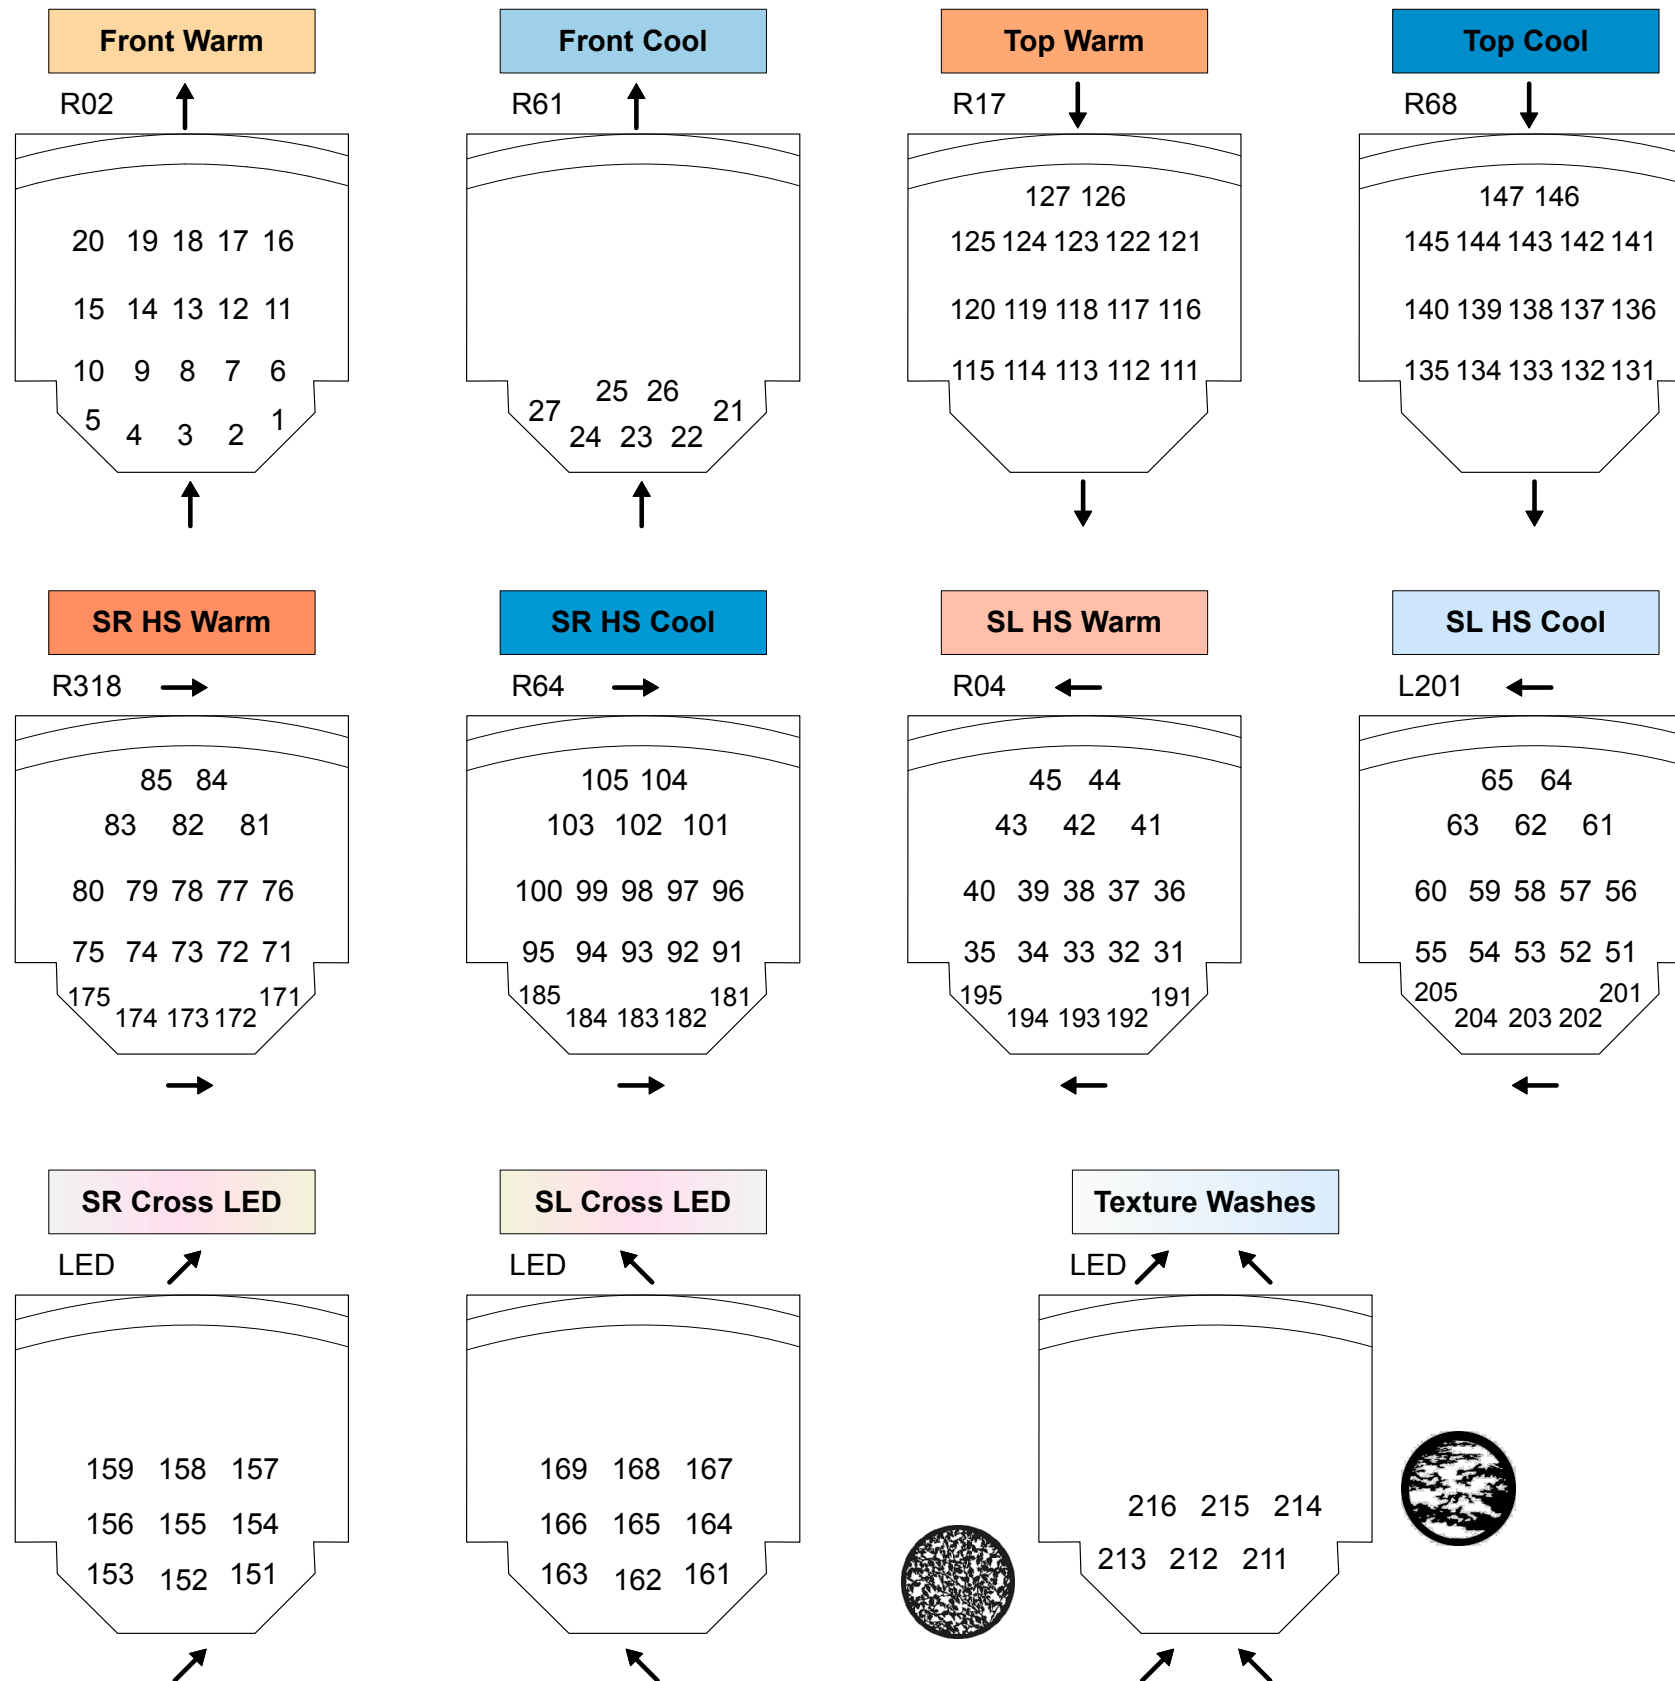 Front Warm
R02
20 19 18 17 16
15 14 13 12 11
10 9 8 7 6
5 4 3 2 1
Front Cool
R61
25 26
27 21
24 23 22
Top Warm
R17
127 126
125 124 123 122 121
120 119 118 117 116
115 114 113 112 111
Top Cool
R68
147 146
145 144 143 142 141
140 139 138 137 136
135 134 133 132 131
SR HS Warm
R318
85 84
83 82 81
80 79 78 77 76
75 74 73 72 71
175 171
174 173 172
SR HS Cool
R64
105 104
103 102 101
100 99 98 97 96
95 94 93 92 91
185 181
184 183 182
SL HS Warm
R04
45 44
43 42 41
40 39 38 37 36
35 34 33 32 31
195 191
194 193 192
SL HS Cool
L201
65 64
63 62 61
60 59 58 57 56
55 54 53 52 51
205 201
204 203 202
SR Cross LED
LED
159 158 157
156 155 154
153 152 151
SL Cross LED
LED
169 168 167
166 165 164
163 162 161
Texture Washes
LED
216 215 214
213 212 211